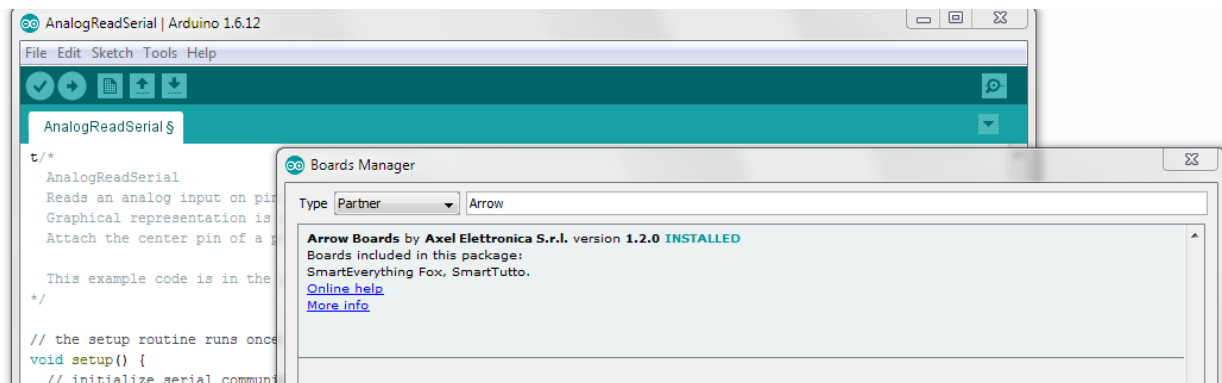 AnalogReadSerial | Arduino 1.6.12
File Edit Sketch Tools Help
AnalogReadSerial §
t/*
AnalogReadSerial
Reads an analog input on pin
Graphical representation is
Attach the center pin of a
This example code is in the
*/
// the setup routine runs once
void setup() {
// initialize serial
Boards Manager
Type Partner Arrow
Arrow Boards by Axel Elettronica S.r.l. version 1.2.0 INSTALLED
Boards included in this package:
SmartEverything Fox, SmartTutto.
Online help
More info